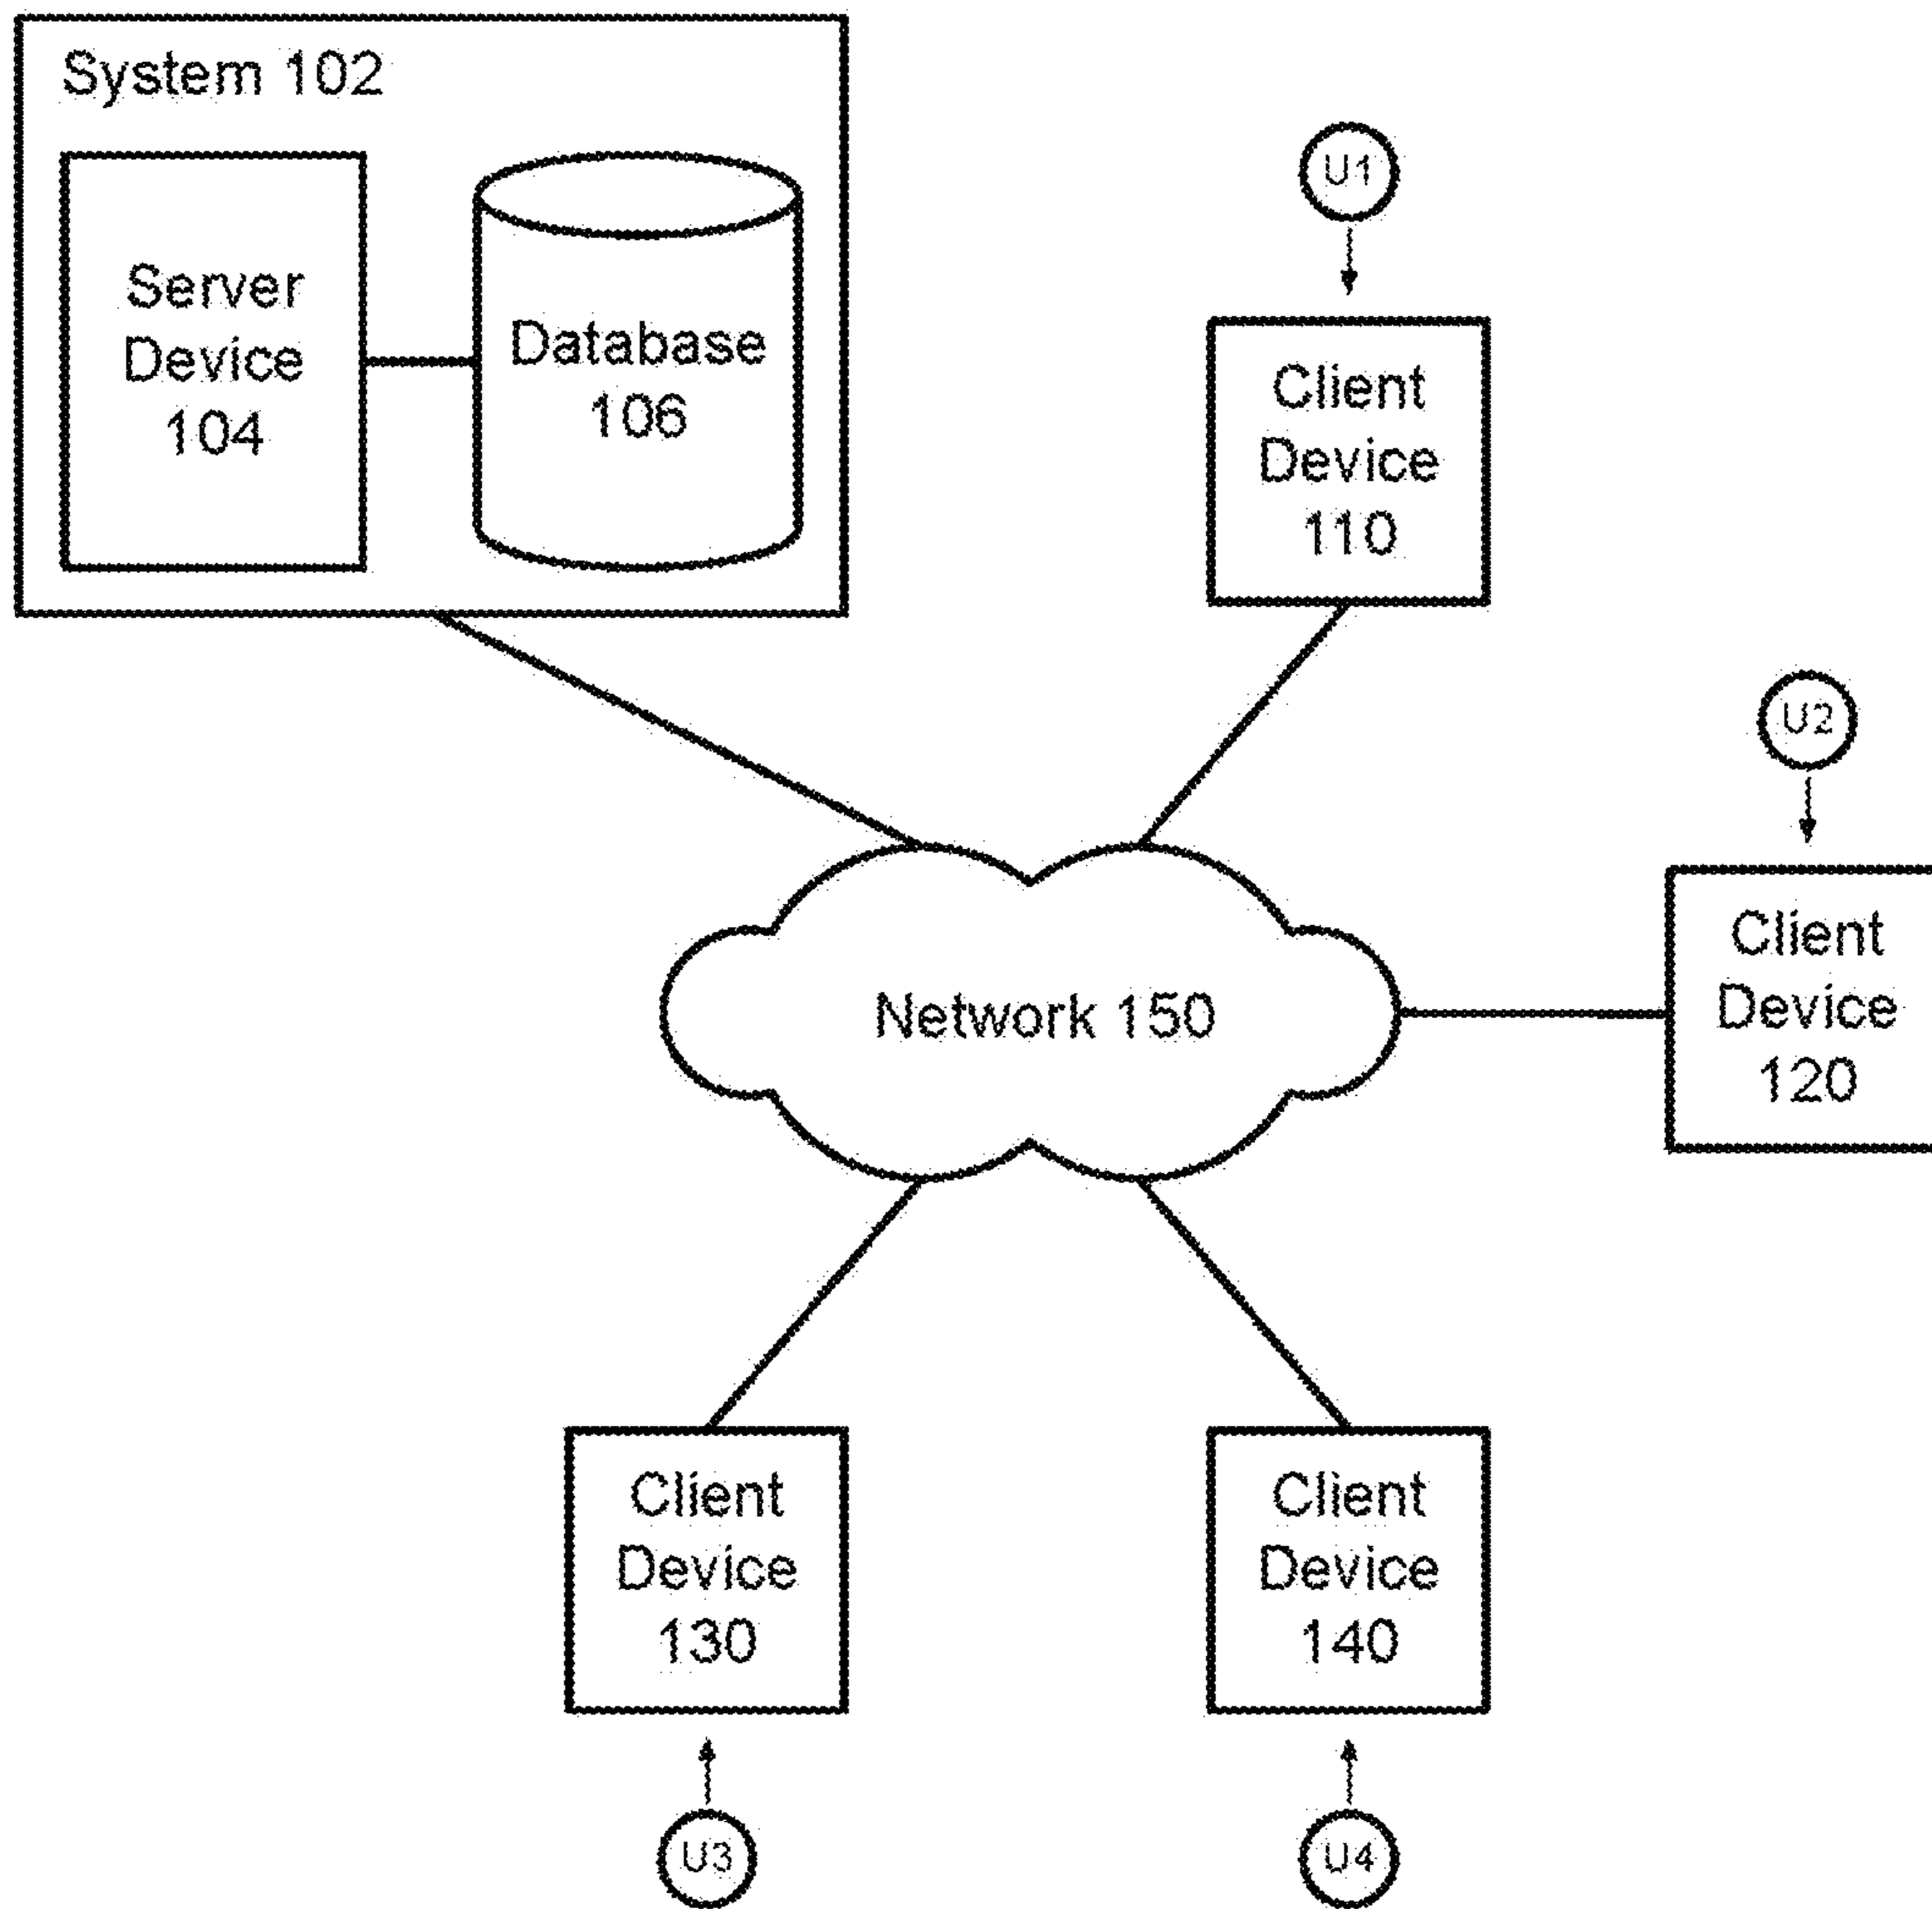 System 102
Server
Device
104
Database
106
U1
Client
Device
110
U2
Client
Device
120
Network 150
Client
Device
130
Client
Device
140
U3
U4